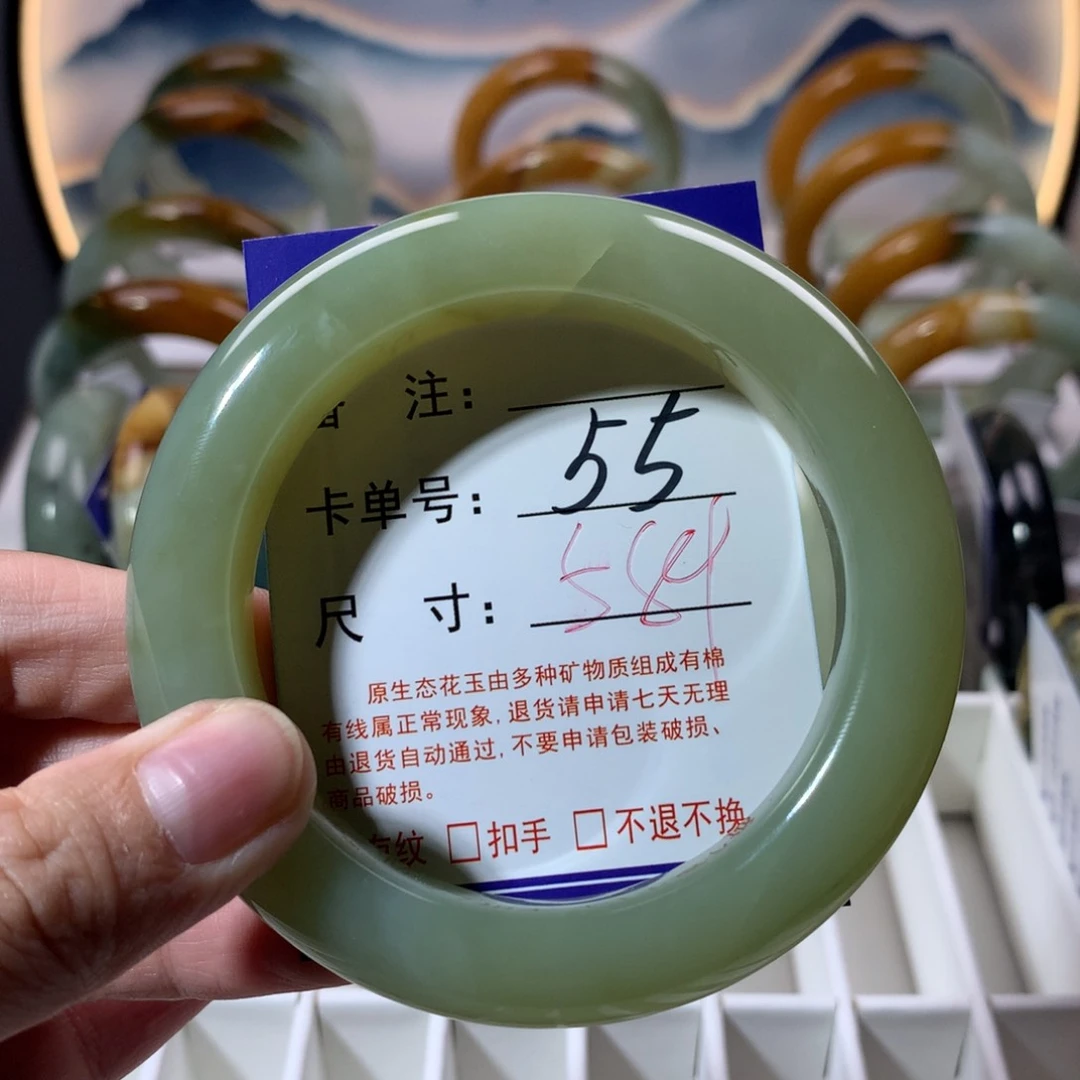 注：
卡单号： 55
尺 寸： 584
原生态花玉由多种矿物质组成有棉
有线属正常现象, 退货请申请七天无理
由退货自动通过, 不要申请包装破损、
商品破损。
有纹 □扣手 □不退不换